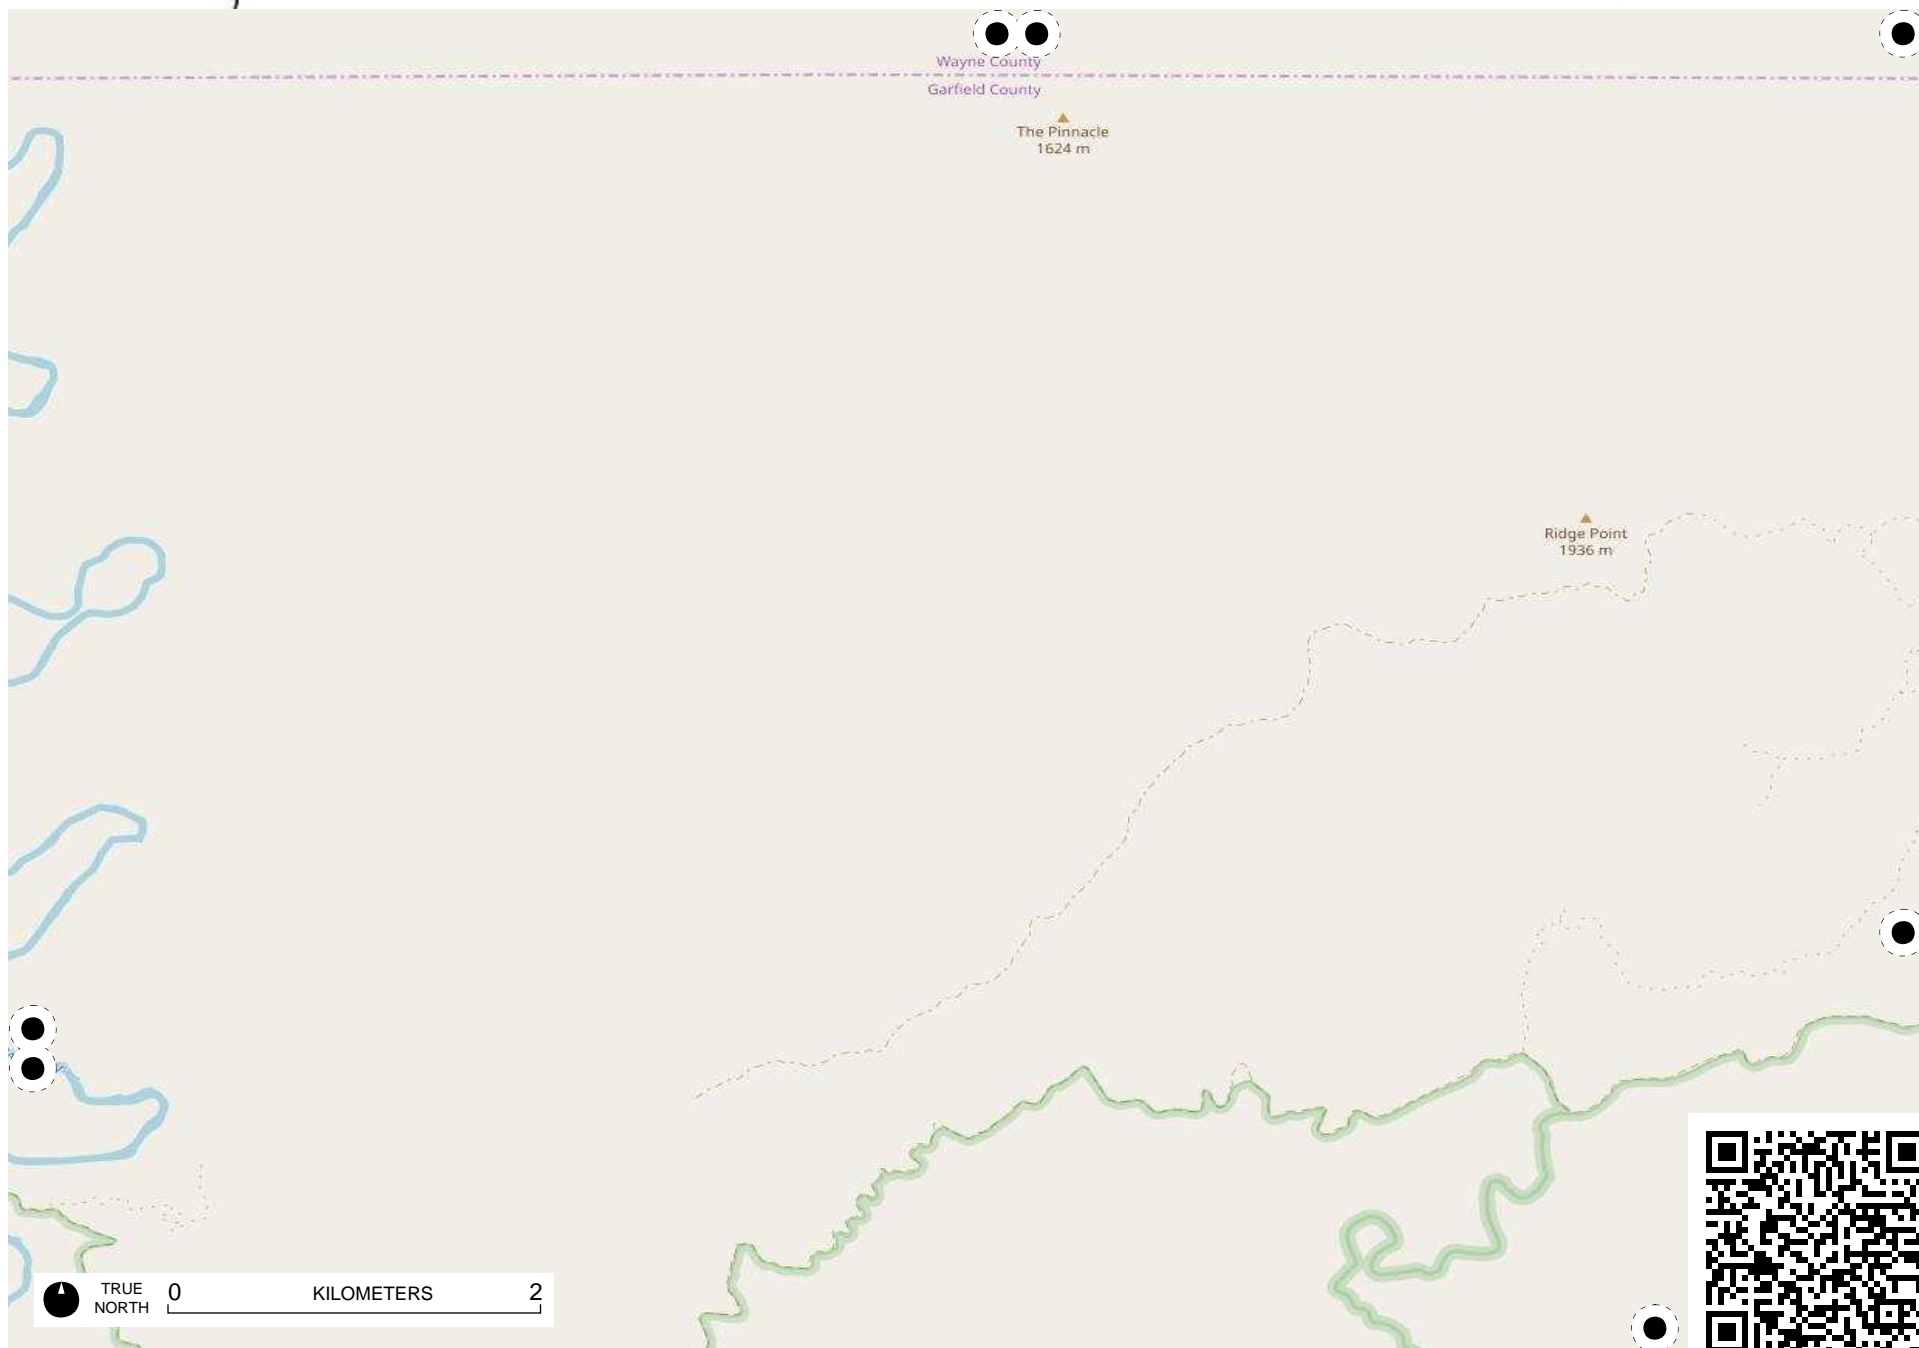 Wayne County
Garfield County
The Pinnacle
1624 m
Ridge Point
1936 m
TRUE
NORTH
0 KILOMETERS 2